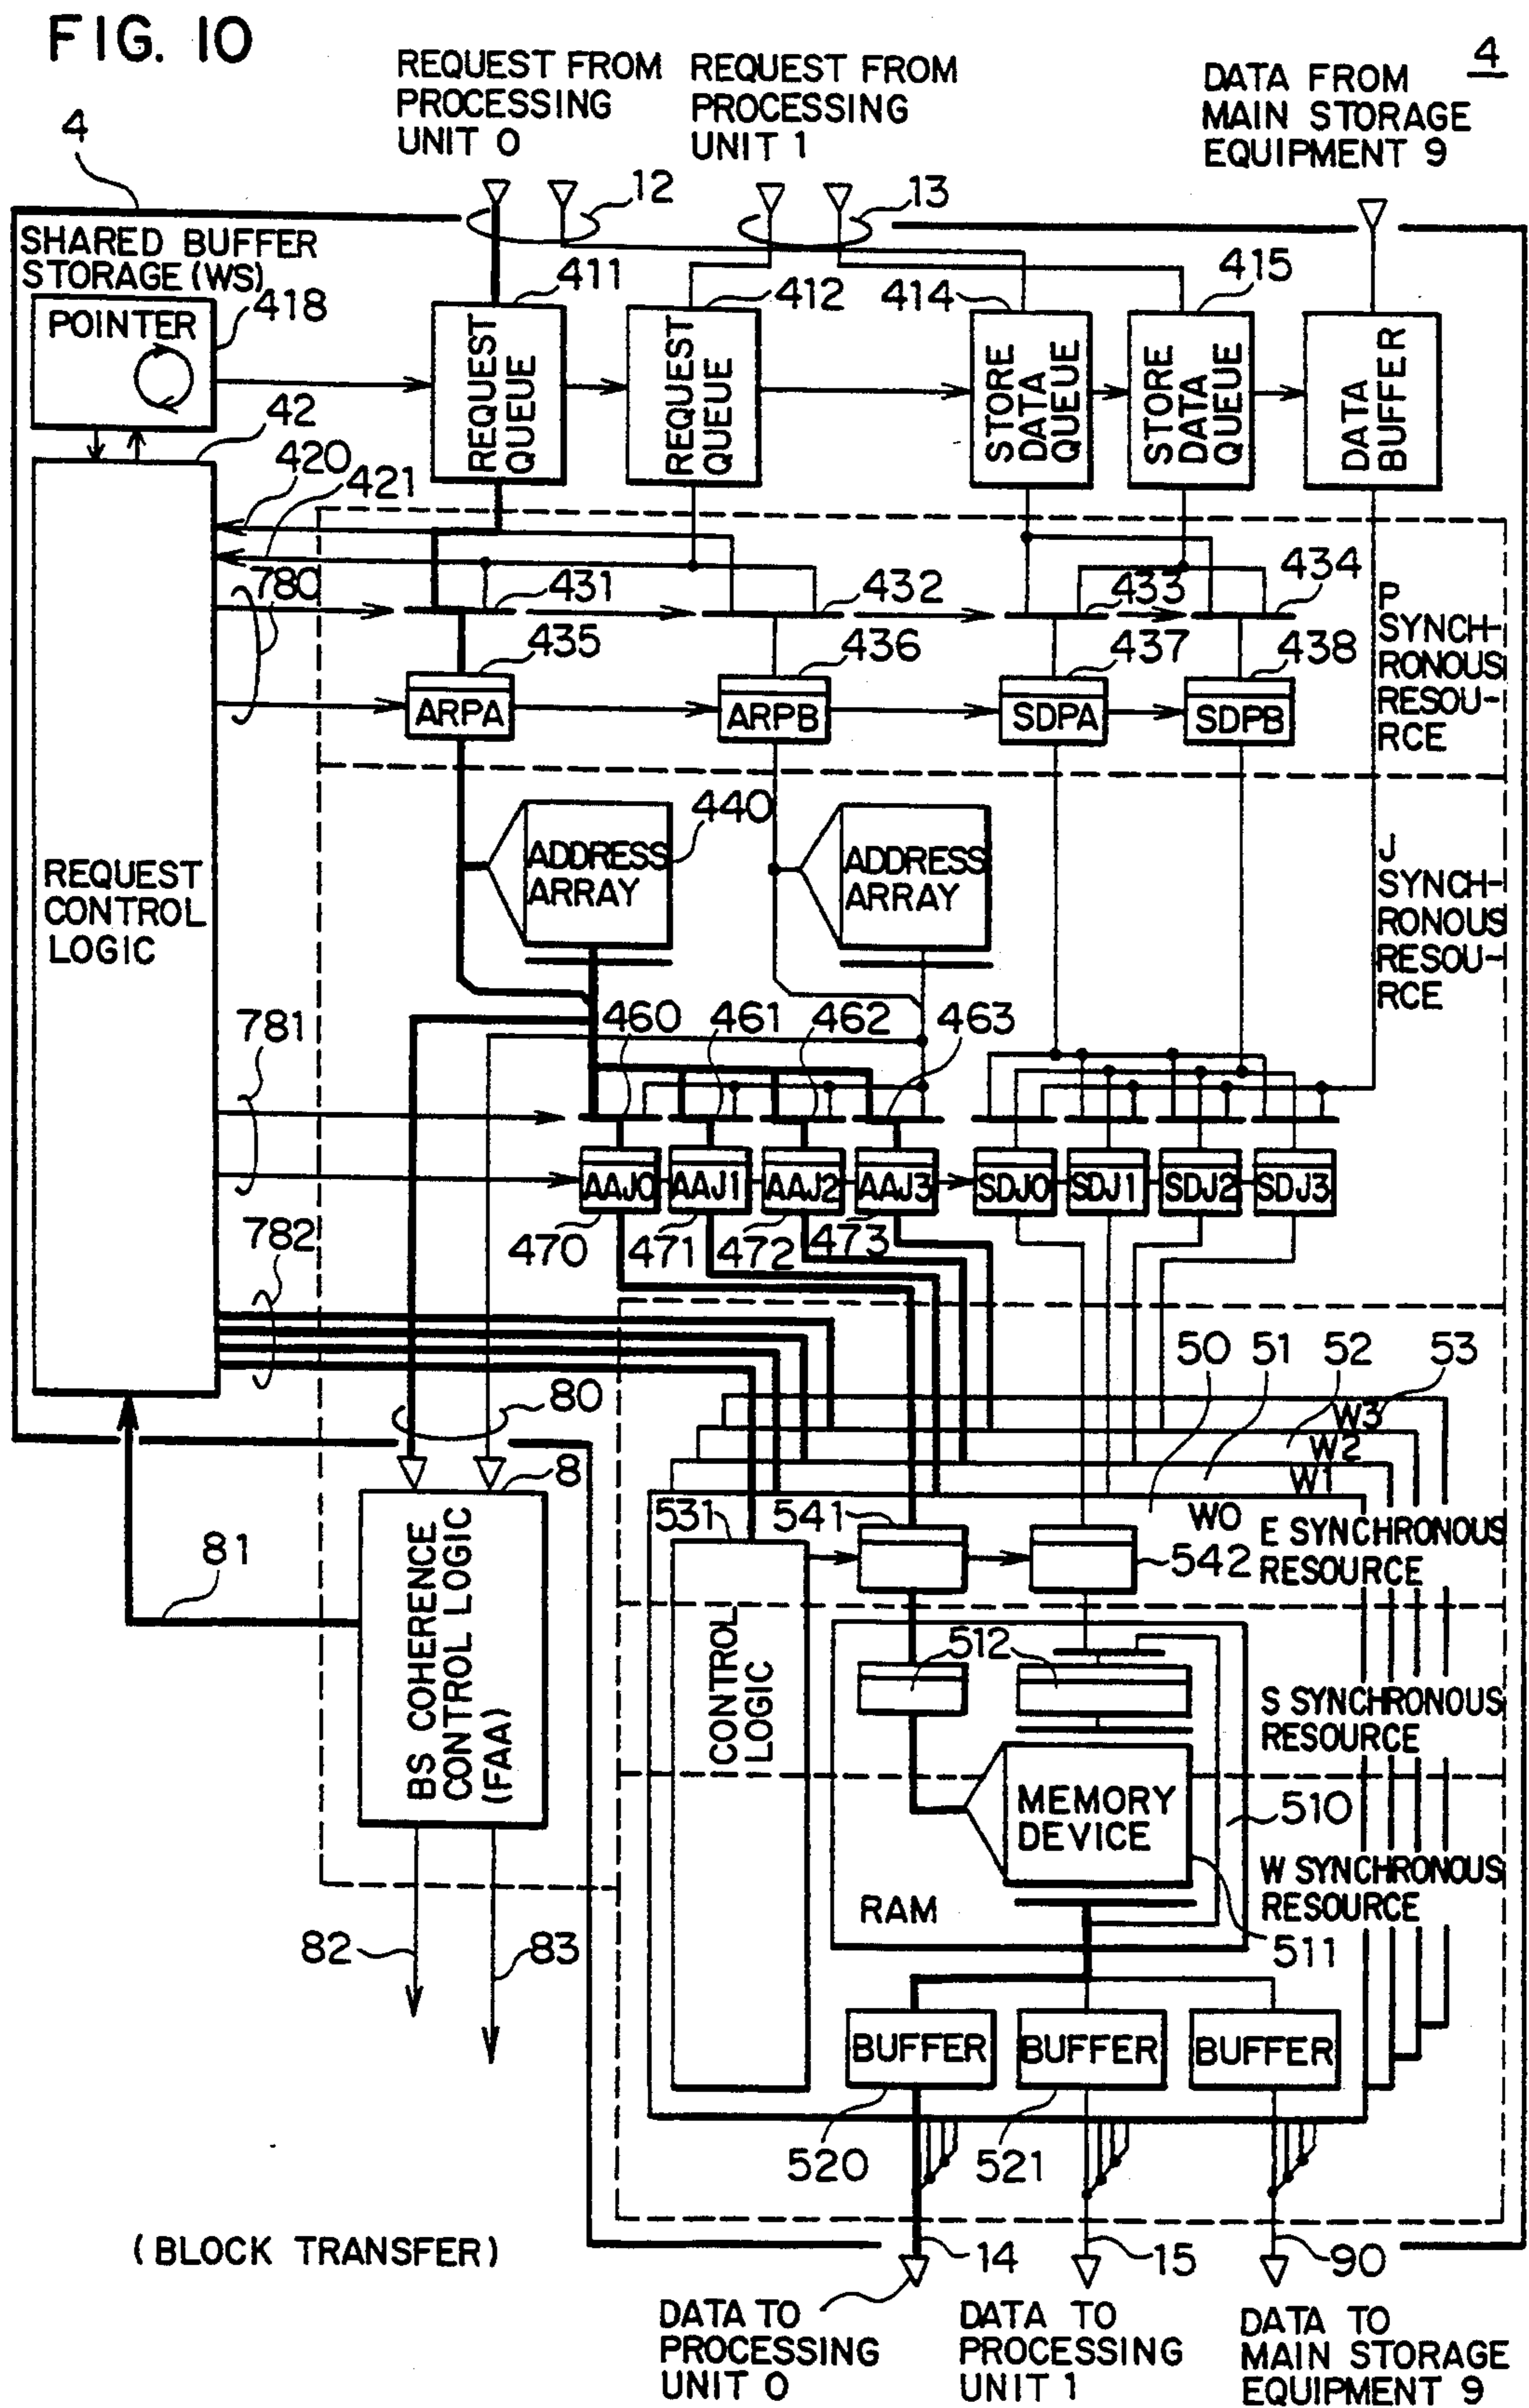 FIG. 10
4
REQUEST FROM
PROCESSING
UNIT 0
REQUEST FROM
PROCESSING
UNIT 1
DATA FROM
MAIN STORAGE
EQUIPMENT 9
4
12
13
SHARED BUFFER
STORAGE (WS)
POINTER
418
411
412
414
415
REQUEST
QUEUE
REQUEST
QUEUE
STORE
DATA
QUEUE
STORE
DATA
QUEUE
DATA
BUFFER
42
420
421
780
431
432
433
434
435
436
437
438
ARPA
ARPB
SDPA
SDPB
P
SYNCH-
RONOUS
RESOU-
RCE
REQUEST
CONTROL
LOGIC
440
ADDRESS
ARRAY
ADDRESS
ARRAY
J
SYNCH-
RONOUS
RESOU-
RCE
781
460
461
462
463
AAJ0
AAJ1
AAJ2
AAJ3
SDJ0
SDJ1
SDJ2
SDJ3
470
471
472
473
782
80
50
51
52
53
W3
W2
W1
W0
8
81
531
541
542
E SYNCHRONOUS
RESOURCE
BS COHERENCE
CONTROL LOGIC
(FAA)
CONTROL
LOGIC
512
S SYNCHRONOUS
RESOURCE
MEMORY
DEVICE
510
W SYNCHRONOUS
RESOURCE
RAM
511
82
83
BUFFER
BUFFER
BUFFER
520
521
(BLOCK TRANSFER)
14
15
90
DATA TO
PROCESSING
UNIT 0
DATA TO
PROCESSING
UNIT 1
DATA TO
MAIN STORAGE
EQUIPMENT 9